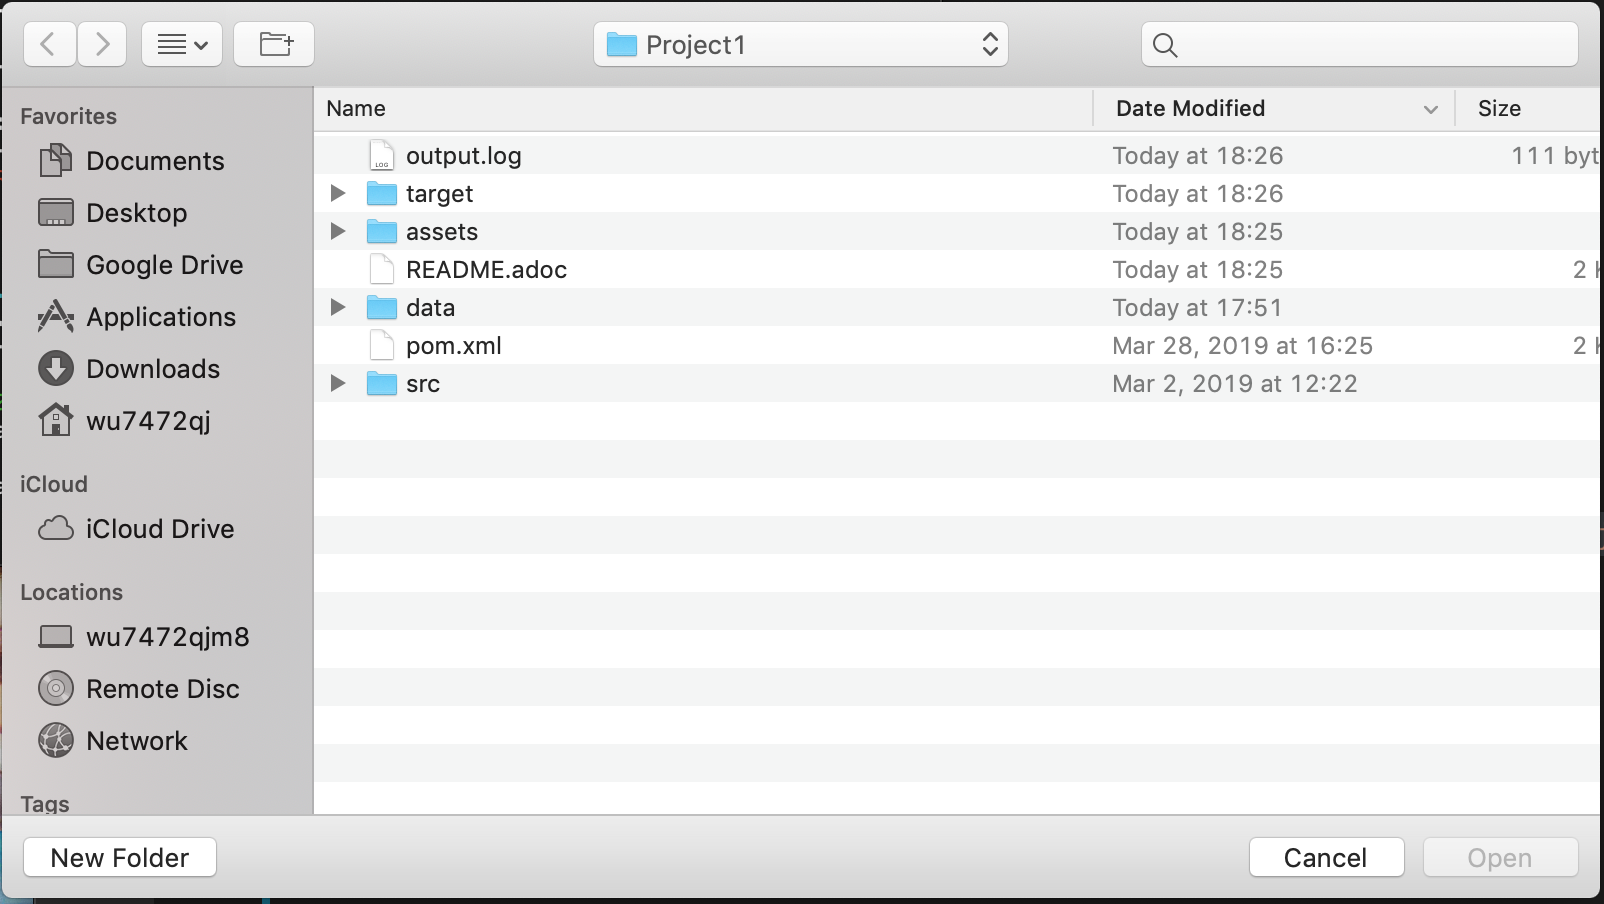 Project1
Favorites
Documents
Desktop
Google Drive
Applications
Downloads
wu7472qj
iCloud
iCloud Drive
Locations
wu7472qjm8
Remote Disc
Network
Tags
Name Date Modified Size
LOG output.log Today at 18:26 111 byt
target Today at 18:26
assets Today at 18:25
README.adoc Today at 18:25 2 K
data Today at 17:51
pom.xml Mar 28, 2019 at 16:25 2 K
src Mar 2, 2019 at 12:22
New Folder Cancel Open